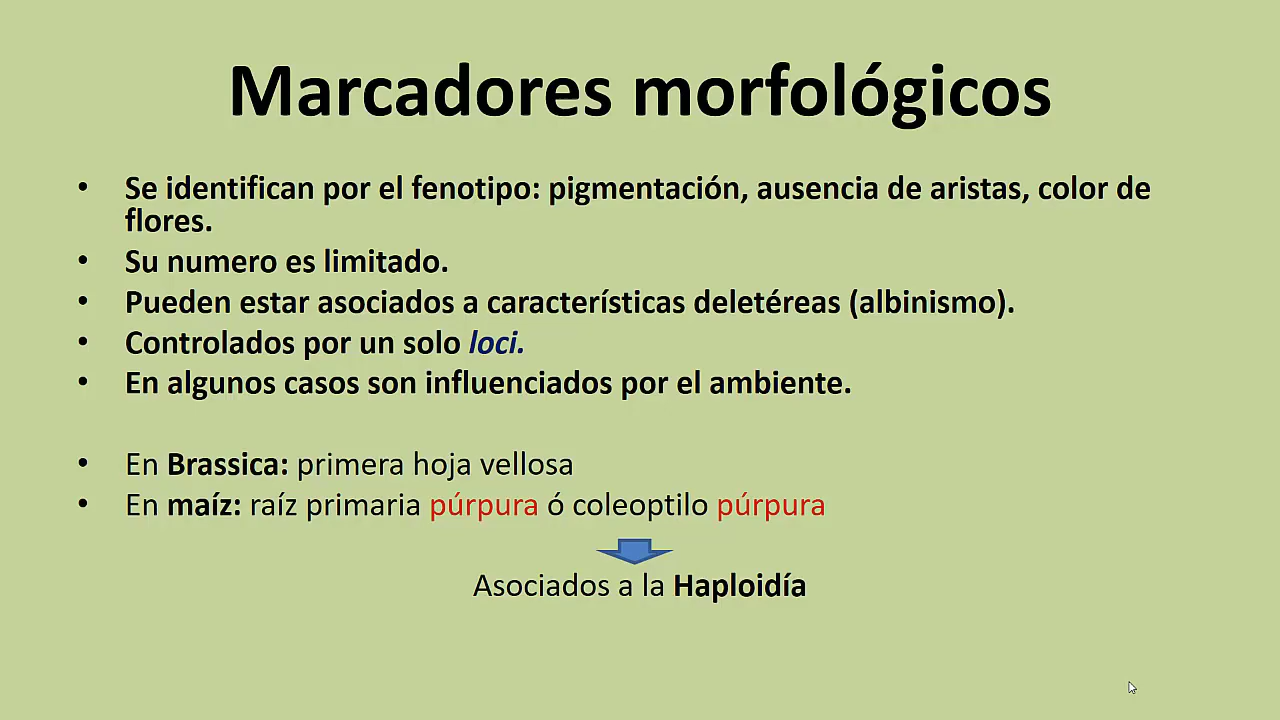 Marcadores morfológicos
• Se identifican por el fenotipo: pigmentación, ausencia de aristas, color de
flores.
• Su numero es limitado.
• Pueden estar asociados a características deletéreas (albinismo).
• Controlados por un solo loci.
• En algunos casos son influenciados por el ambiente.
• En Brassica: primera hoja vellosa
• En maíz: raíz primaria púrpura ó coleoptilo púrpura
Asociados a la Haploidía